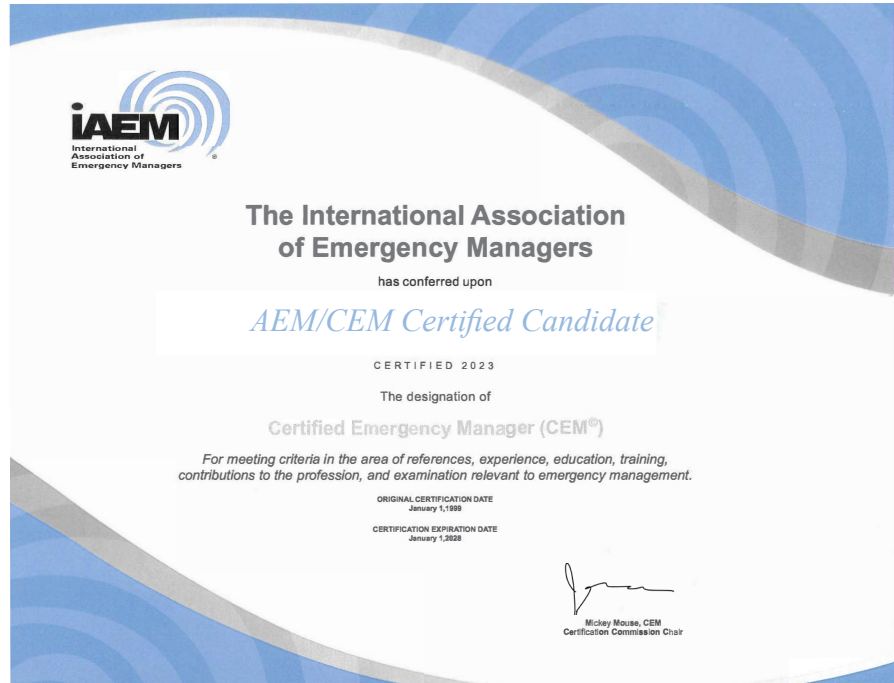 iAEM
International
Association of
Emergency Managers
®
The International Association
of Emergency Managers
has conferred upon
AEM/CEM Certified Candidate
CERTIFIED 2023
The designation of
Certified Emergency Manager (CEM®)
For meeting criteria in the area of references, experience, education, training,
contributions to the profession, and examination relevant to emergency management.
ORIGINAL CERTIFICATION DATE
January 1,1999
CERTIFICATION EXPIRATION DATE
January 1,2028
Mickey Mouse, CEM
Certification Commission Chair